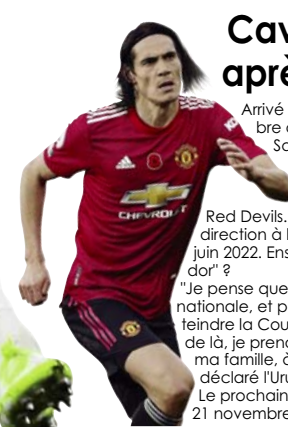 Cav
aprè
Arrivé
bre
Sa
Red Devils.
direction à l
juin 2022. Ens
dor" ?
"Je pense que
nationale, et p
teindre la Cou
de là, je prend
ma famille, à
déclaré l'Uru
Le prochain
21 novembre
CHEVROLET
adidas